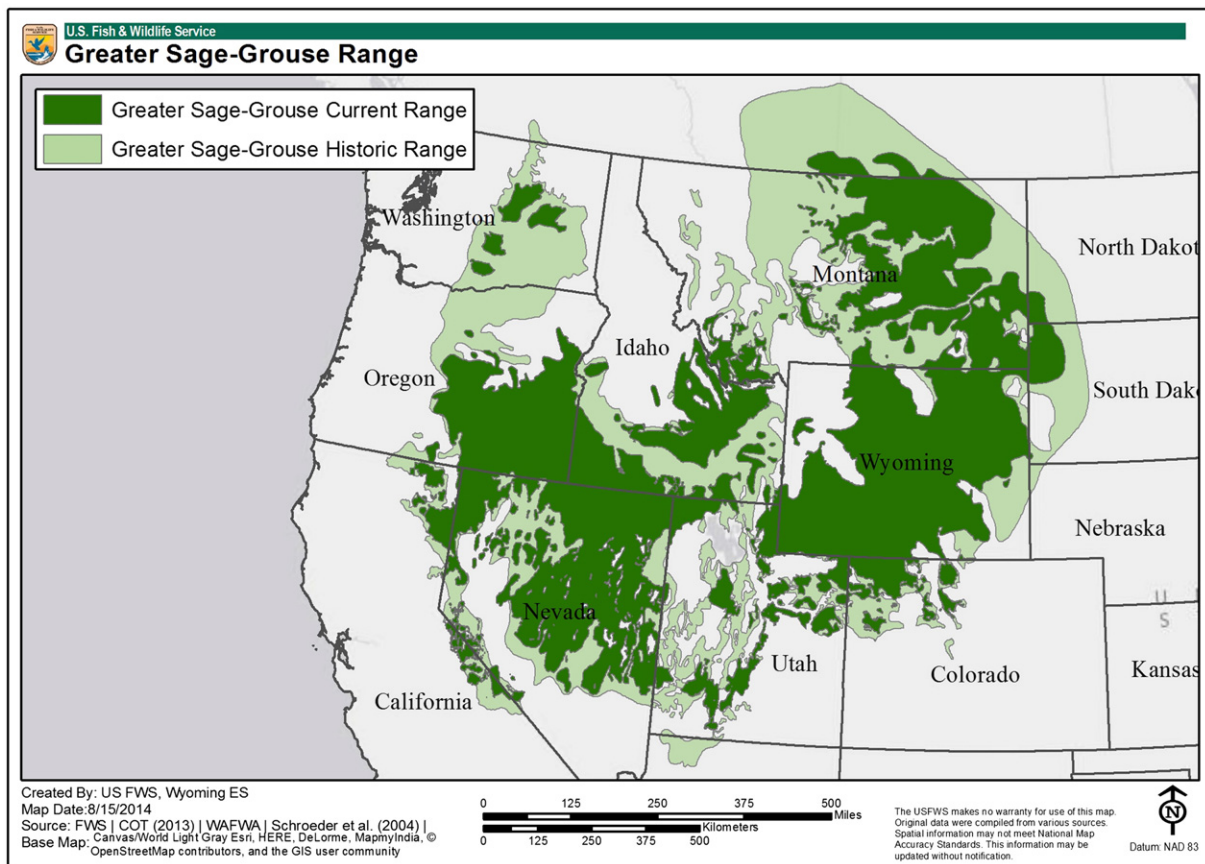 U.S. Fish & Wildlife Service
Greater Sage-Grouse Range
Greater Sage-Grouse Current Range
Greater Sage-Grouse Historic Range
Washington
Montana
North Dakot
Idaho
Oregon
South Dako
Wyoming
Nebraska
U
S
Nevada
Utah
Colorado
Kansas
California
Created By: US FWS, Wyoming ES
Map Date:8/15/2014
Source: FWS | COT (2013) | WAFWA | Schroeder et al. (2004) |
Base Map: Canvas/World Light Gray Esri, HERE, DeLorme, MapmyIndia, ©
OpenStreetMap contributors, and the GIS user community
0 125 250 375 500
Miles
Kilometers
0 125 250 375 500
The USFWS makes no warranty for use of this map.
Original data were compiled from various sources.
Spatial information may not meet National Map
Accuracy Standards. This information may be
updated without notification.
N
Datum: NAD 83